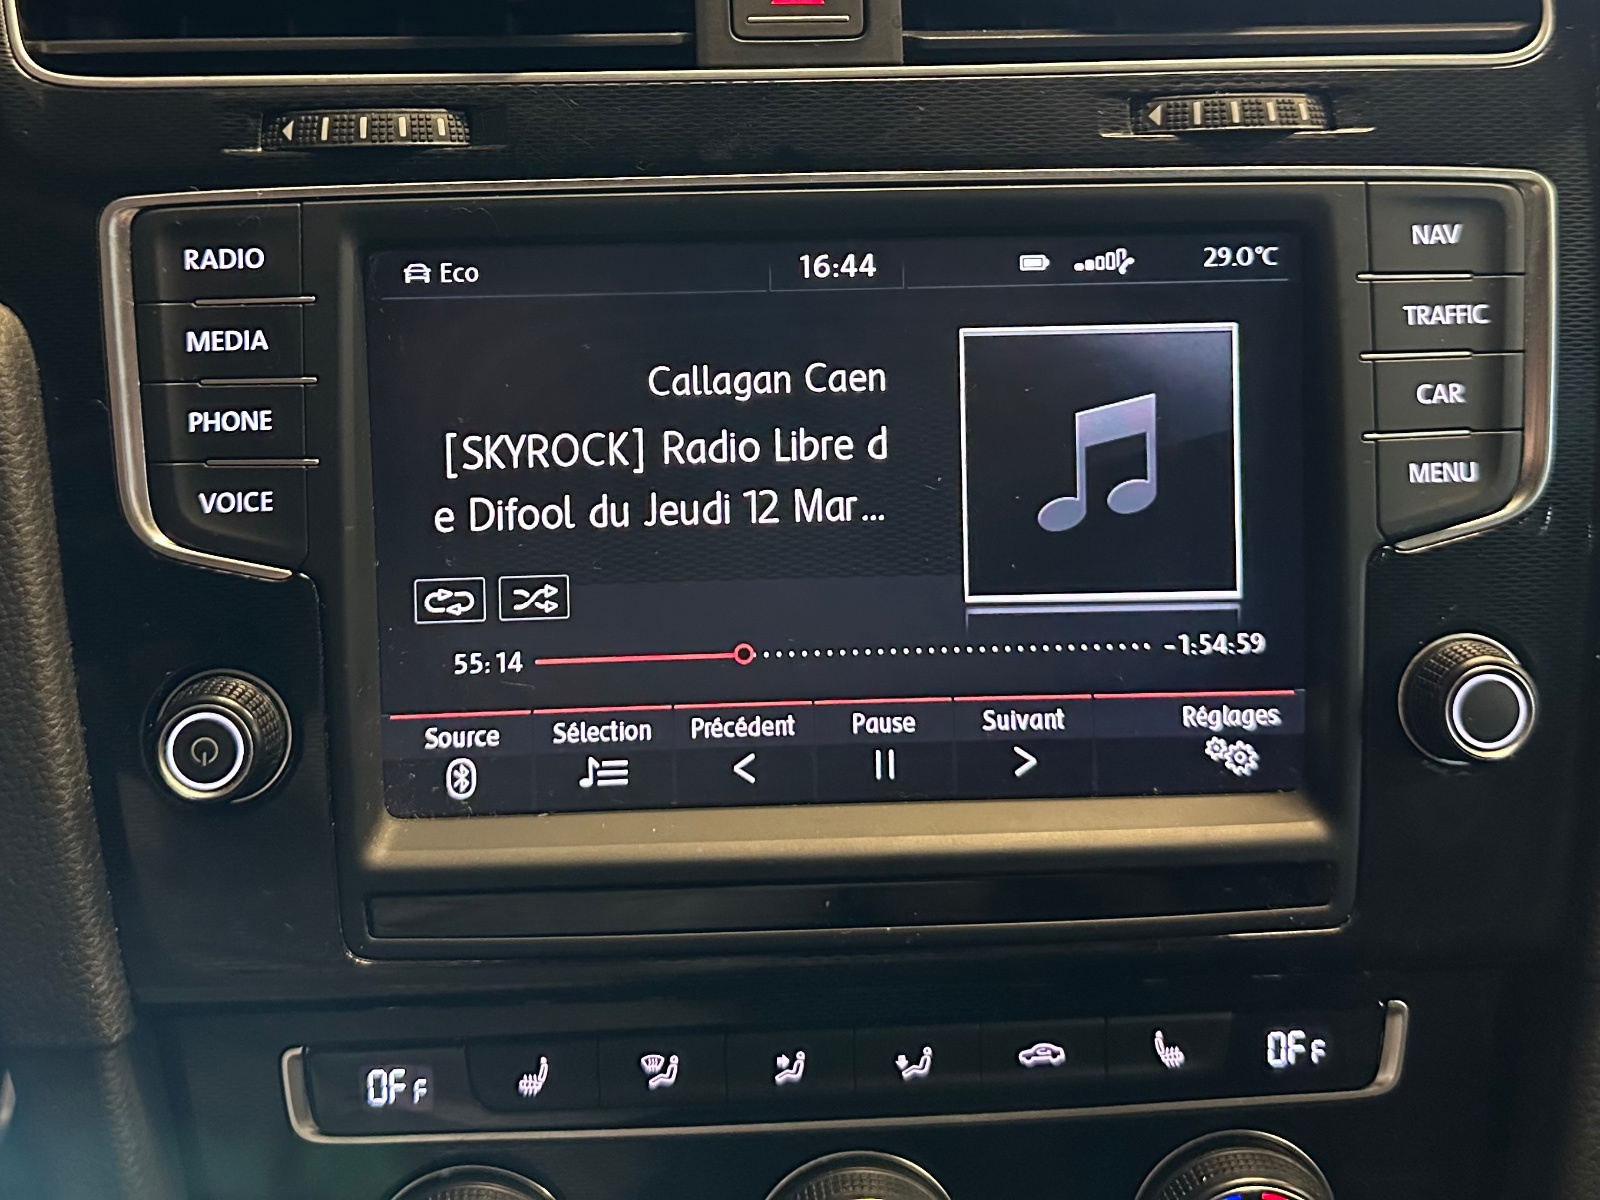 RADIO
MEDIA
PHONE
VOICE
NAV
TRAFFIC
CAR
MENU
Eco
16:44
29.0°C
Callagan Caen
[SKYROCK] Radio Libre d
e Difool du Jeudi 12 Mar...
55:14
-1:54:59
Source
Sélection
Précédent
Pause
Suivant
Réglages
OFF
OFF